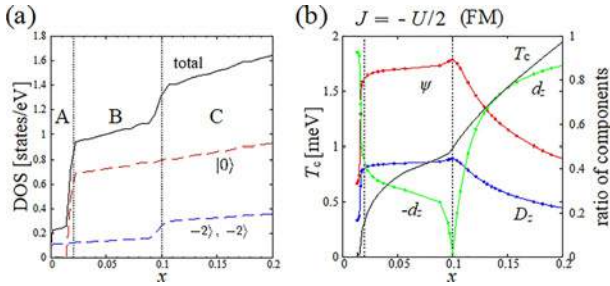 (a)
1.8
1.6
1.4
1.2
1
0.8
0.6
0.4
0.2
0
DOS [states/eV]
total
A
B
C
|0⟩
-2⟩, -2⟩
0
0.05
0.1
0.15
0.2
x
(b) J = - U/2 (FM)
2
1.5
1
0.5
0
T_c [meV]
ψ
T_c
d_z
-d_z
D_z
1
0.8
0.6
0.4
0.2
0
ratio of components
0
0.05
0.1
0.15
0.2
x